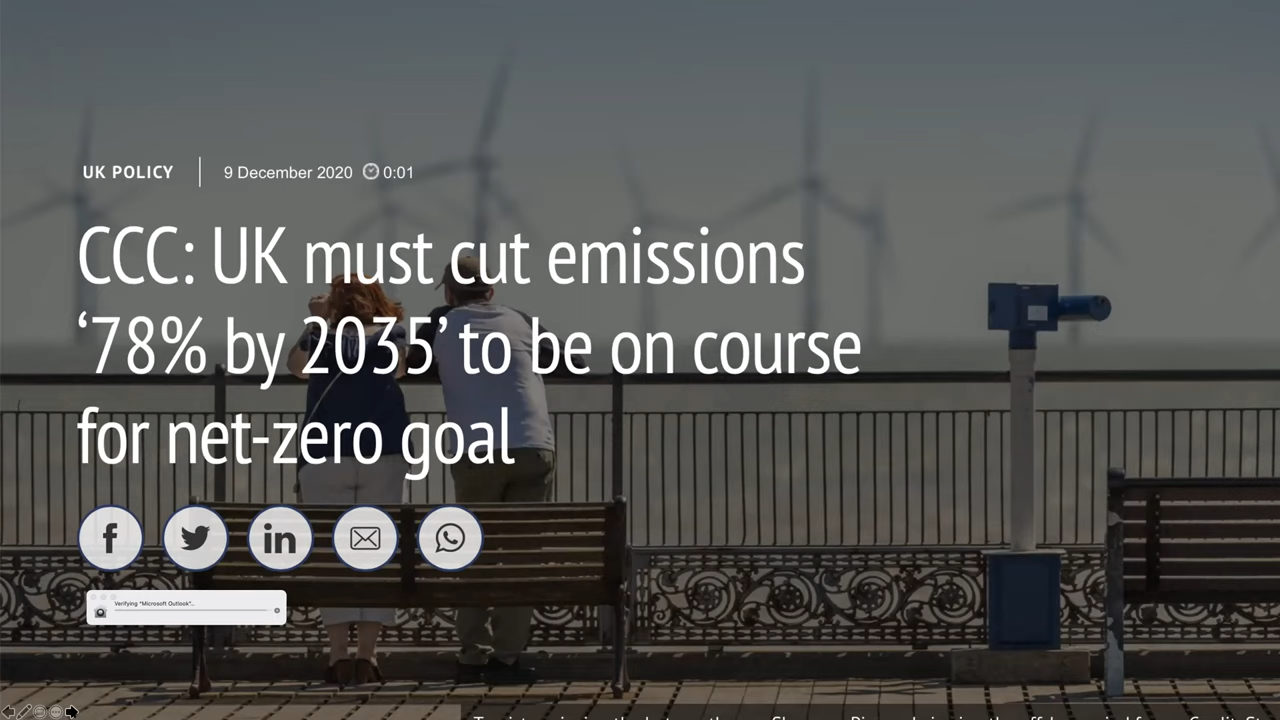 UK POLICY
9 December 2020 0:01
CCC: UK must cut emissions
‘78% by 2035’ to be on course
for net-zero goal
f
in
Verifying "Microsoft Outlook"...